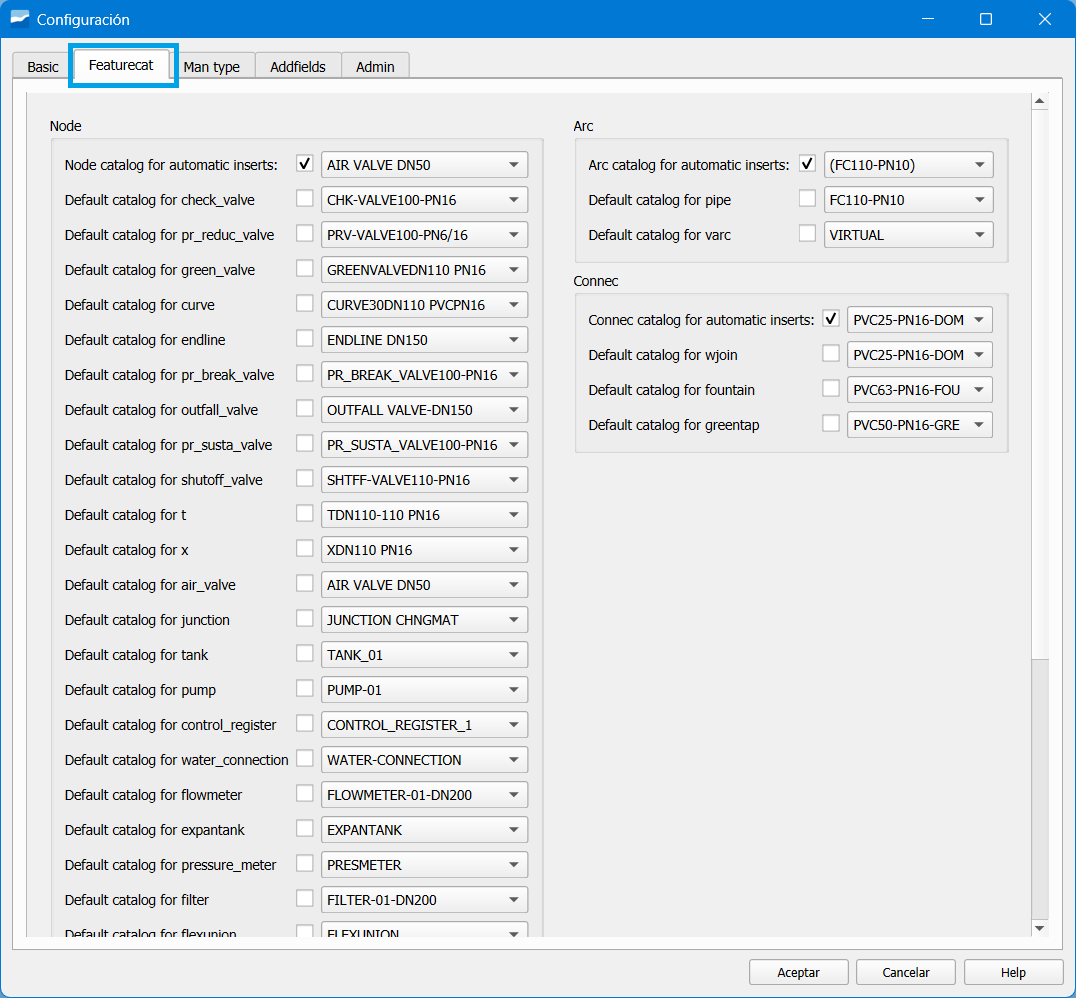 Configuración
Basic
Featurecat
Man type
Addfields
Admin
Node
Node catalog for automatic inserts: AIR VALVE DN50
Default catalog for check_valve CHK-VALVE100-PN16
Default catalog for pr_reduc_valve PRV-VALVE100-PN6/16
Default catalog for green_valve GREENVALVEDN110 PN16
Default catalog for curve CURVE30DN110 PVCPN16
Default catalog for endline ENDLINE DN150
Default catalog for pr_break_valve PR_BREAK_VALVE100-PN16
Default catalog for outfall_valve OUTFALL VALVE-DN150
Default catalog for pr_susta_valve PR_SUSTA_VALVE100-PN16
Default catalog for shutoff_valve SHTFF-VALVE110-PN16
Default catalog for t TDN110-110 PN16
Default catalog for x XDN110 PN16
Default catalog for air_valve AIR VALVE DN50
Default catalog for junction JUNCTION CHNGMAT
Default catalog for tank TANK_01
Default catalog for pump PUMP-01
Default catalog for control_register CONTROL_REGISTER_1
Default catalog for water_connection WATER-CONNECTION
Default catalog for flowmeter FLOWMETER-01-DN200
Default catalog for expantank EXPANTANK
Default catalog for pressure_meter PRESMETER
Default catalog for filter FILTER-01-DN200
Default catalog for flexunion FLEXUNION
Arc
Arc catalog for automatic inserts: (FC110-PN10)
Default catalog for pipe FC110-PN10
Default catalog for varc VIRTUAL
Connec
Connec catalog for automatic inserts: PVC25-PN16-DOM
Default catalog for wjoin PVC25-PN16-DOM
Default catalog for fountain PVC63-PN16-FOU
Default catalog for greentap PVC50-PN16-GRE
Aceptar
Cancelar
Help